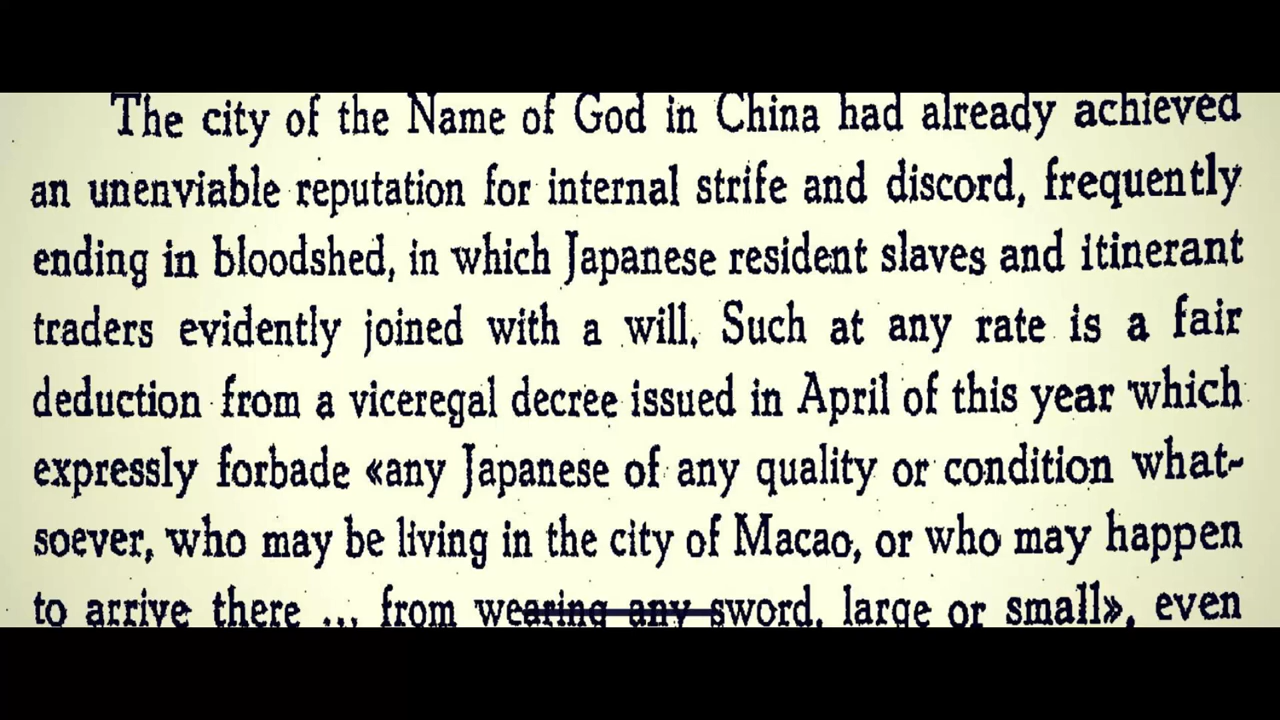 The city of the Name of God in China had already achieved
an unenviable reputation for internal strife and discord, frequently
ending in bloodshed, in which Japanese resident slaves and itinerant
traders evidently joined with a will. Such at any rate is a fair
deduction from a viceregal decree issued in April of this year which
expressly forbade «any Japanese of any quality or condition what-
soever, who may be living in the city of Macao, or who may happen
to arrive there ... from wearing any sword, large or small», even